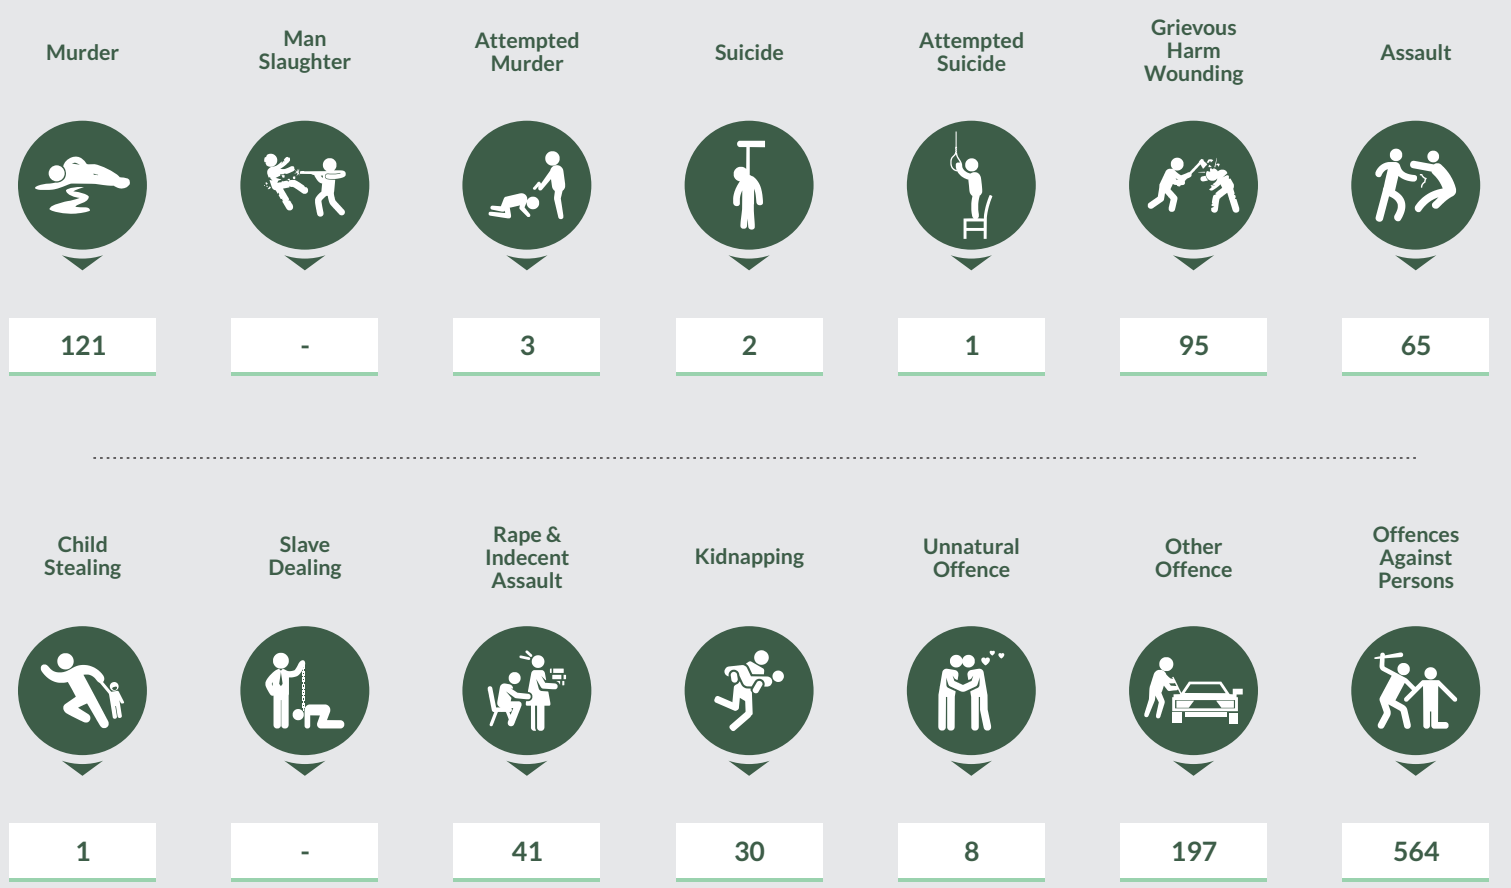 Murder
Man
Slaughter
Attempted
Murder
Suicide
Attempted
Suicide
Grievous
Harm
Wounding
Assault
121
-
3
2
1
95
65
Child
Stealing
Slave
Dealing
Rape &
Indecent
Assault
Kidnapping
Unnatural
Offence
Other
Offence
Offences
Against
Persons
1
-
41
30
8
197
564